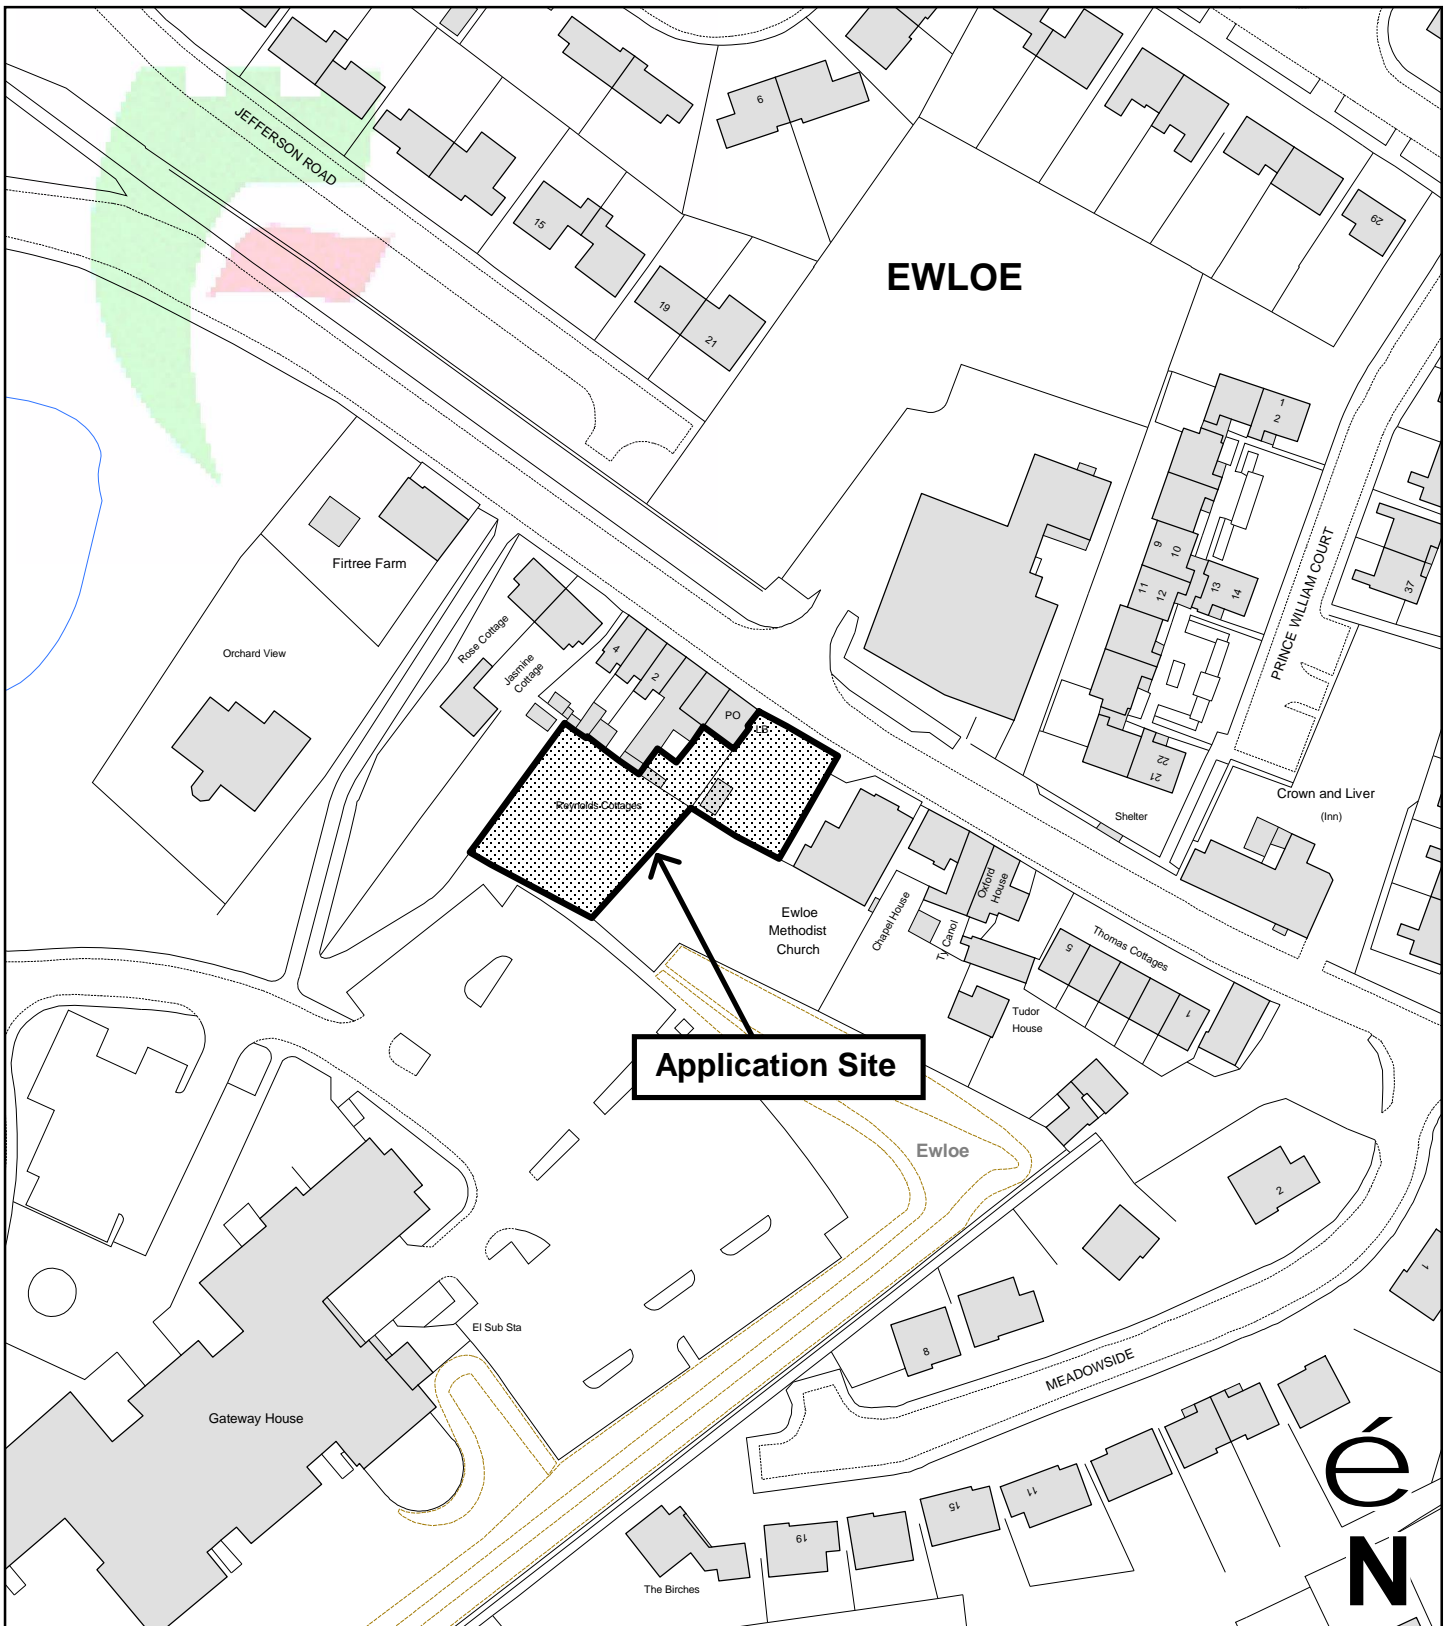 JEFFERSON ROAD
6
15
19
21
EWLOE
29
1
2
9
10
11
12
13
14
37
PRINCE WILLIAM COURT
Firtree Farm
Orchard View
Rose Cottage
Jasmine
Cottage
4
2
PO
LB
Reynolds Cottages
22
21
Shelter
Crown and Liver
(Inn)
Ewloe
Methodist
Church
Chapel House
Ty Canol
Oxford
House
Thomas Cottages
5
1
Tudor
House
Application Site
Ewloe
2
1
8
MEADOWSIDE
El Sub Sta
Gateway House
11
15
19
The Birches
é
N